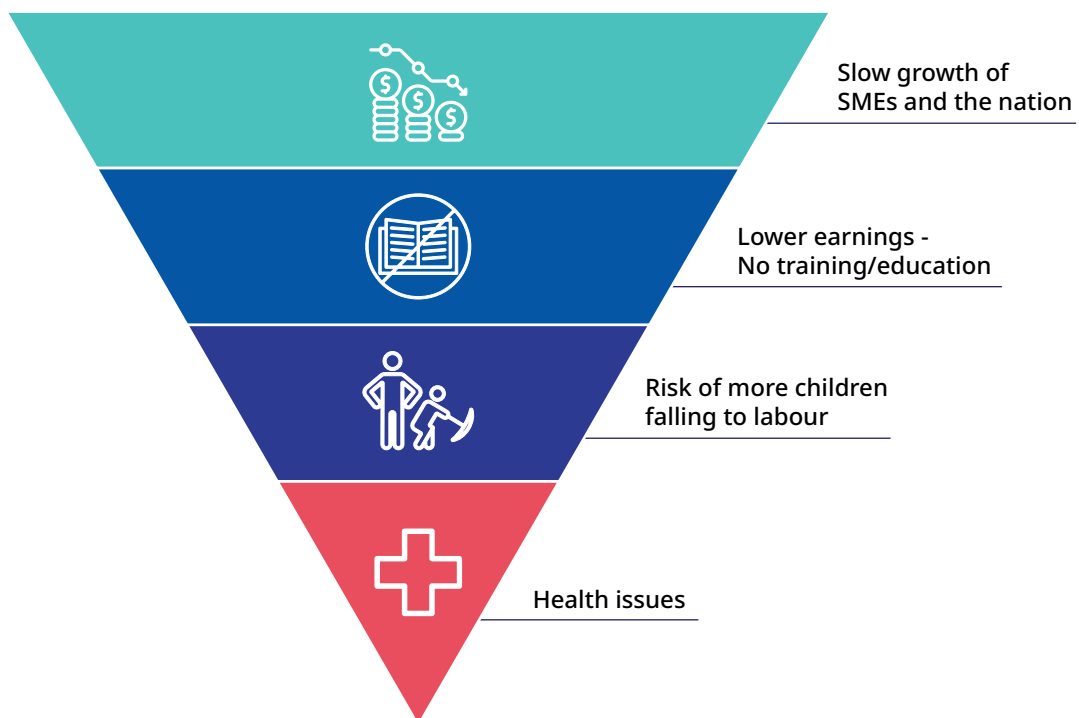 Slow growth of
SMEs and the nation
Lower earnings -
No training/education
Risk of more children
falling to labour
Health issues